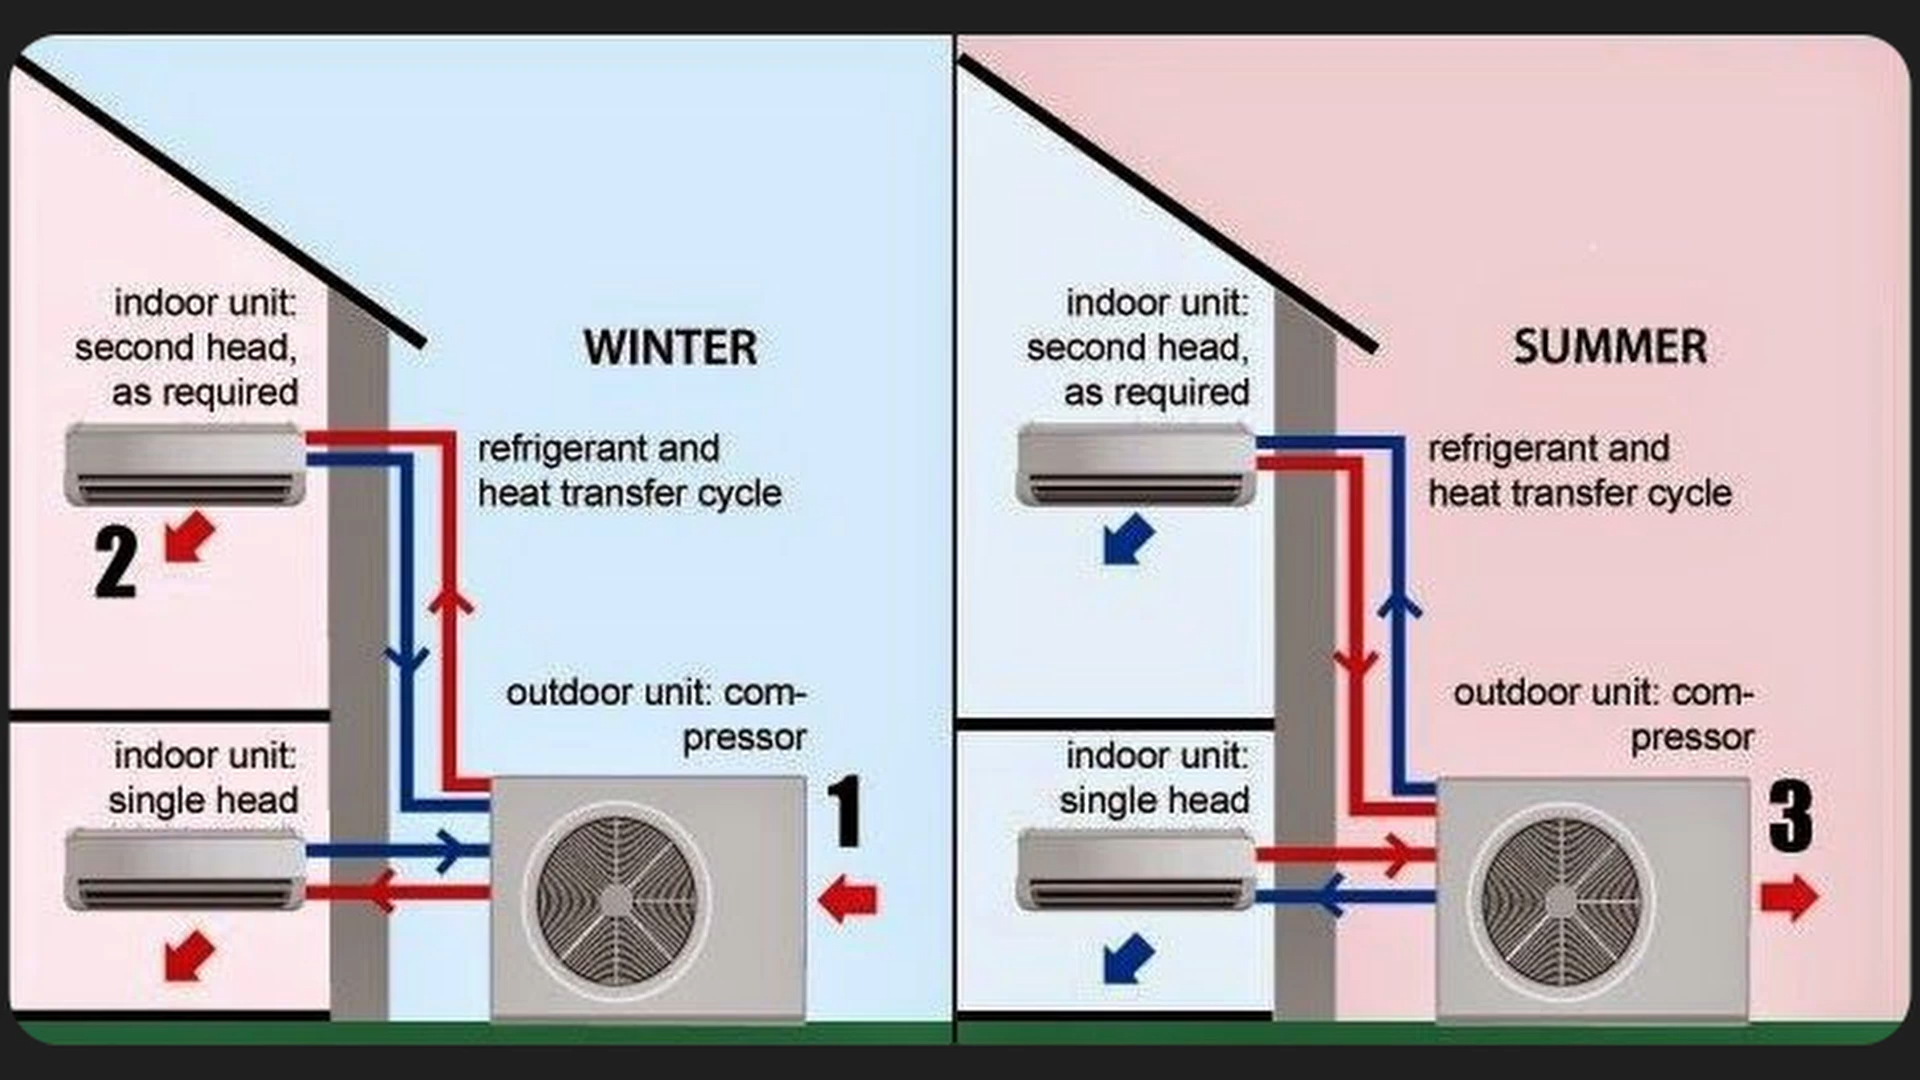 indoor unit:
second head,
as required
WINTER
refrigerant and
heat transfer cycle
2
outdoor unit: com-
pressor
indoor unit:
single head
1
indoor unit:
second head,
as required
SUMMER
refrigerant and
heat transfer cycle
outdoor unit: com-
pressor
indoor unit:
single head
3